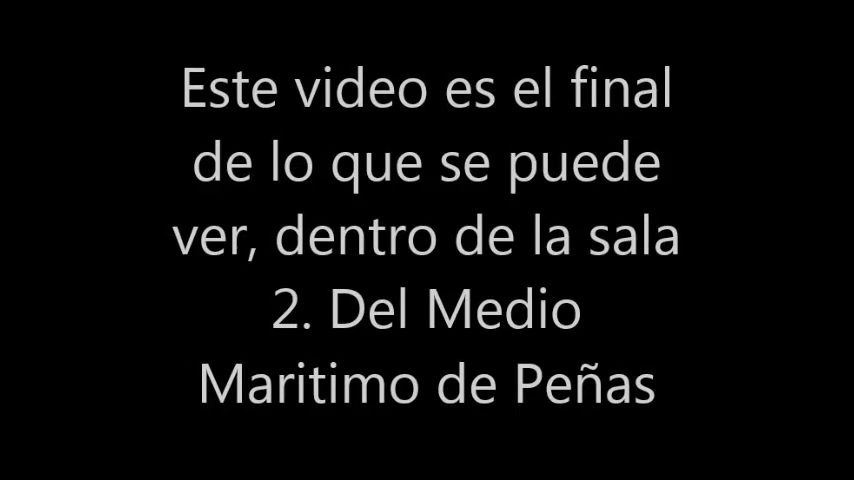 Este video es el final
de lo que se puede
ver, dentro de la sala
2. Del Medio
Maritimo de Peñas